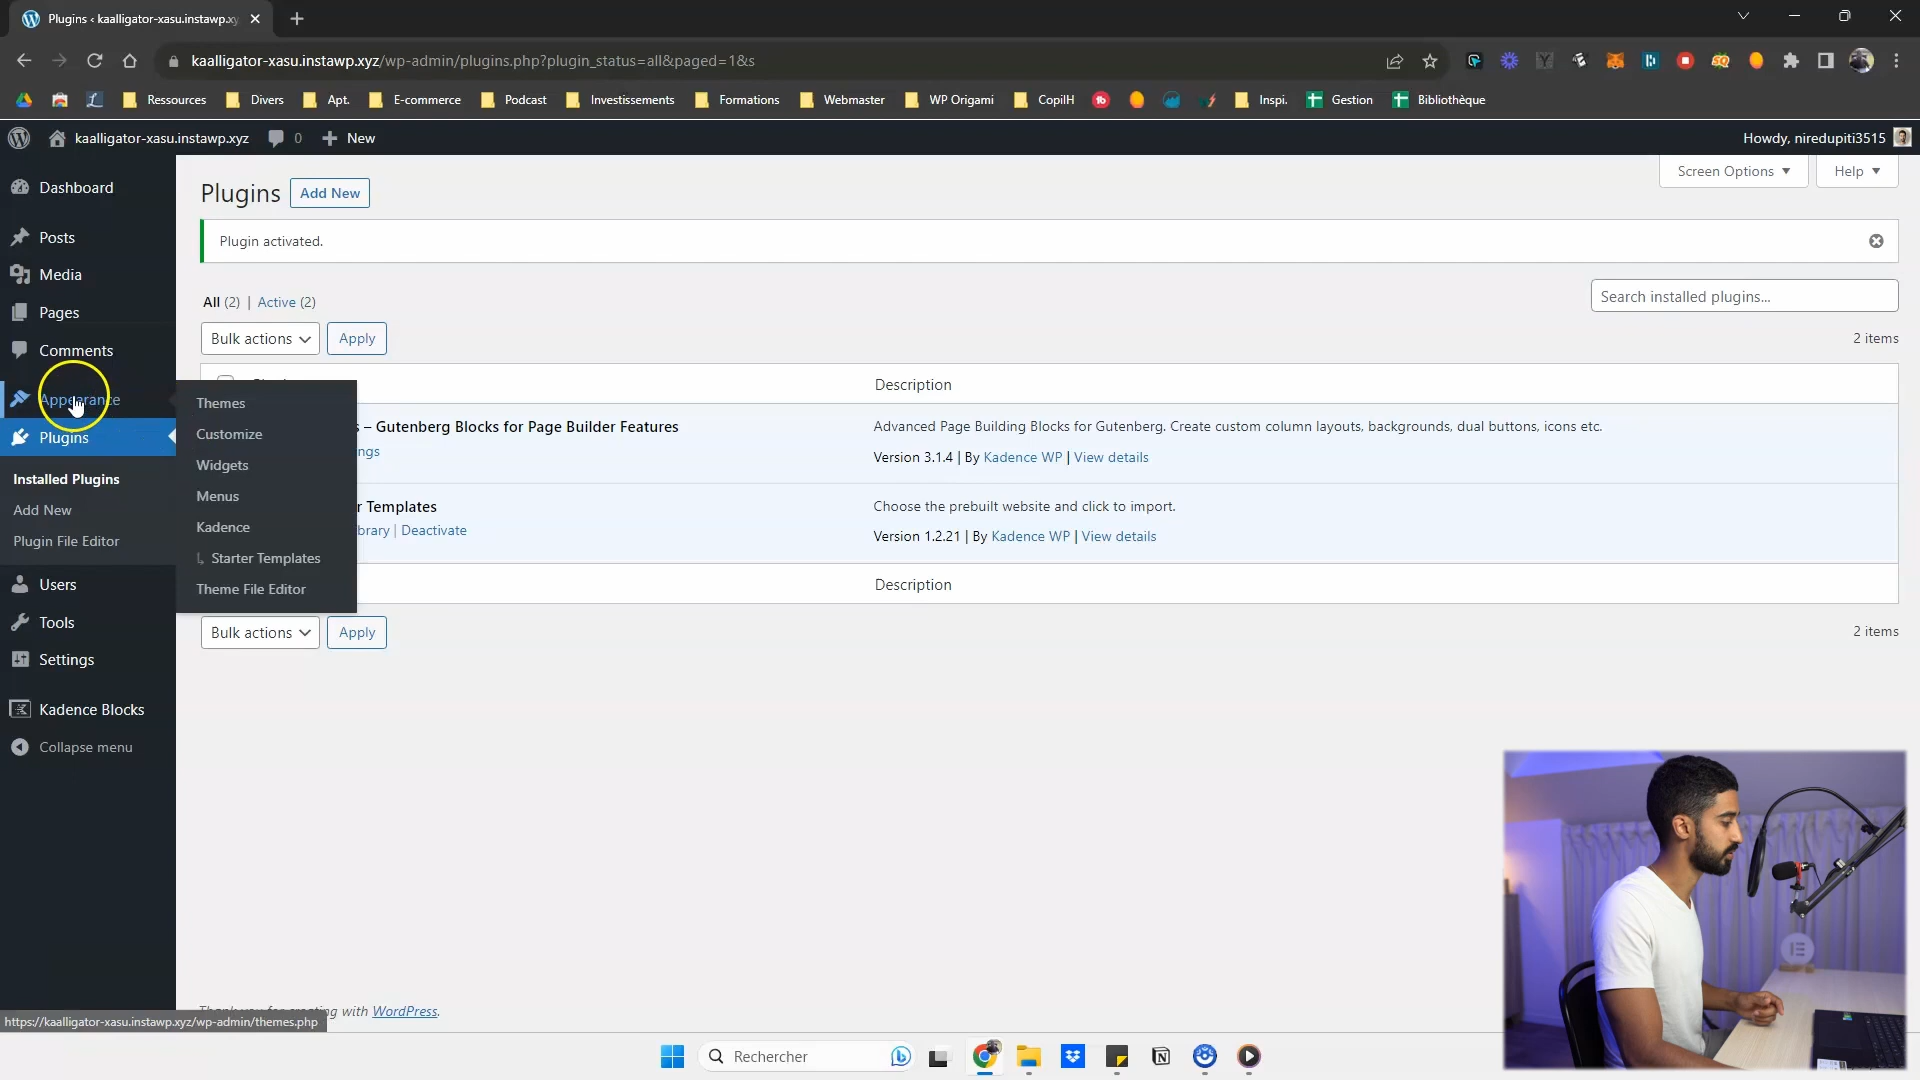 Plugins ‹ kaalligator-xasu.instawp.xy
kaalligator-xasu.instawp.xyz/wp-admin/plugins.php?plugin_status=all&paged=1&s
Ressources Divers Apt. E-commerce Podcast Investissements Formations Webmaster WP Origami CopilH Inspi. Gestion Bibliothèque
kaalligator-xasu.instawp.xyz 0 New Howdy, niredupiti3515
Screen Options Help
Dashboard
Posts
Media
Pages
Comments
Appearance
Plugins
Installed Plugins
Add New
Plugin File Editor
Users
Tools
Settings
Kadence Blocks
Collapse menu
Themes
Customize
Widgets
Menus
Kadence
Starter Templates
Theme File Editor
Plugins Add New
Plugin activated.
All (2) | Active (2)
Search installed plugins...
Bulk actions Apply 2 items
Description
s – Gutenberg Blocks for Page Builder Features
ngs
Advanced Page Building Blocks for Gutenberg. Create custom column layouts, backgrounds, dual buttons, icons etc.
Version 3.1.4 | By Kadence WP | View details
r Templates
brary | Deactivate
Choose the prebuilt website and click to import.
Version 1.2.21 | By Kadence WP | View details
Description
Bulk actions Apply 2 items
Thank you for creating with WordPress.
https://kaalligator-xasu.instawp.xyz/wp-admin/themes.php
Rechercher